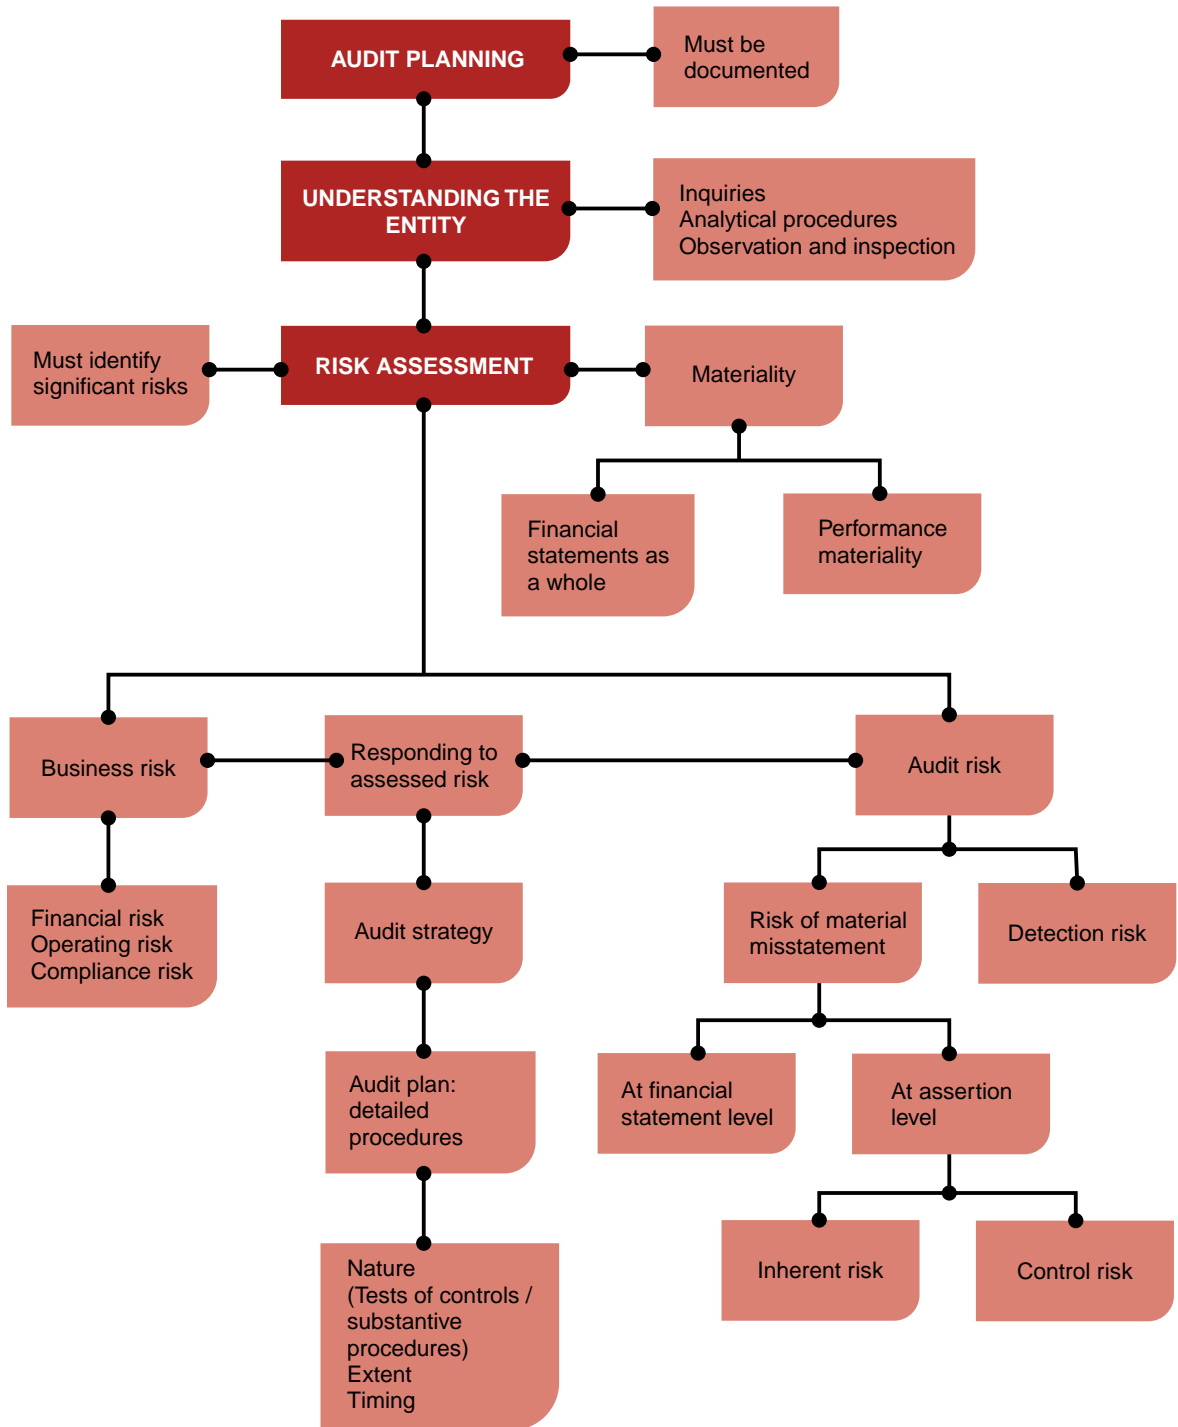 AUDIT PLANNING
Must be
documented
UNDERSTANDING THE
ENTITY
Inquiries
Analytical procedures
Observation and inspection
Must identify
significant risks
RISK ASSESSMENT
Materiality
Financial
statements as
a whole
Performance
materiality
Business risk
Responding to
assessed risk
Audit risk
Financial risk
Operating risk
Compliance risk
Audit strategy
Risk of material
misstatement
Detection risk
Audit plan:
detailed
procedures
At financial
statement level
At assertion
level
Nature
(Tests of controls /
substantive
procedures)
Extent
Timing
Inherent risk
Control risk